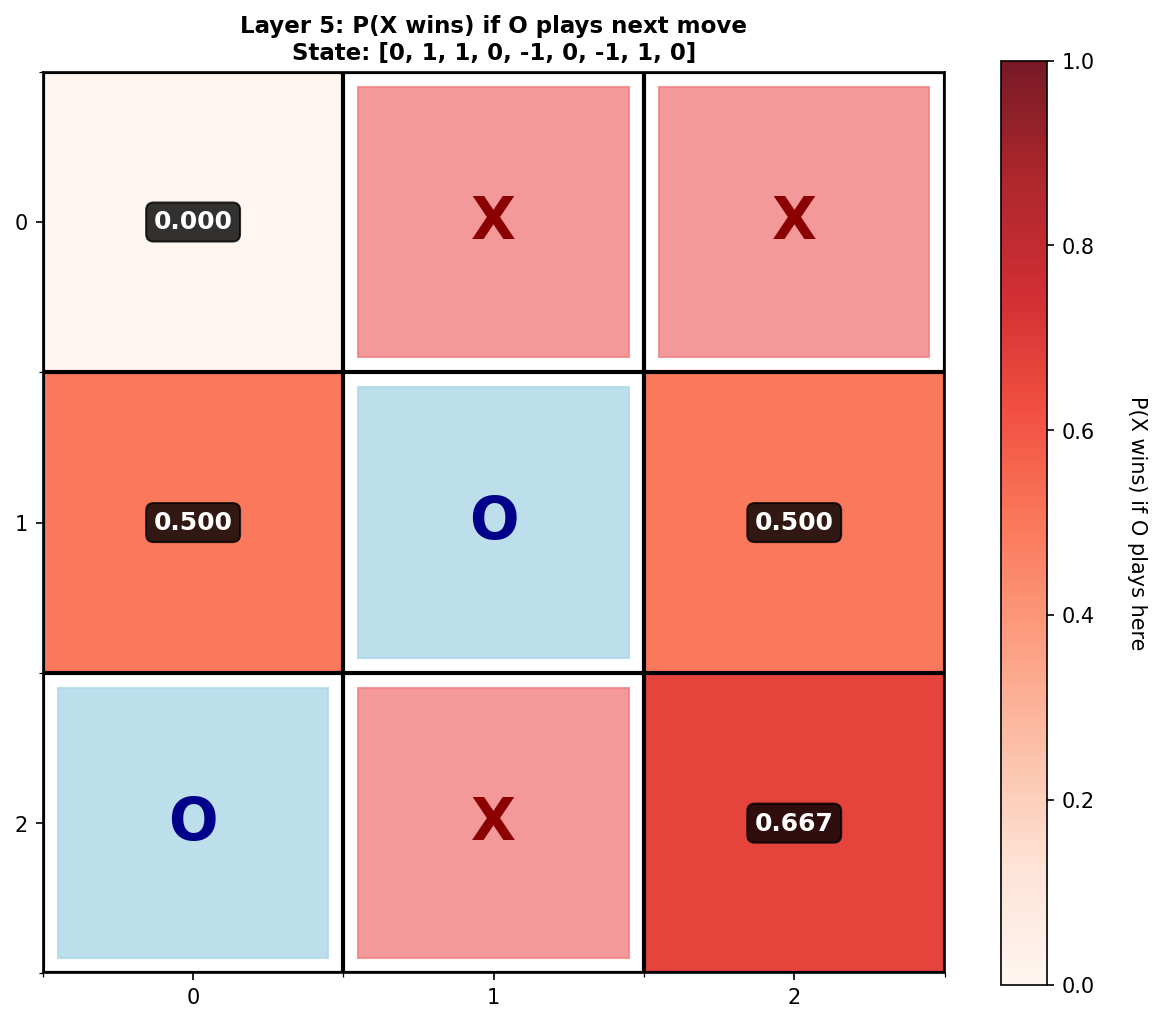 Layer 5: P(X wins) if O plays next move
State: [0, 1, 1, 0, -1, 0, -1, 1, 0]
0
0.000
X
X
1
0.500
O
0.500
2
O
X
0.667
0
1
2
1.0
0.8
0.6
0.4
0.2
0.0
P(X wins) if O plays here